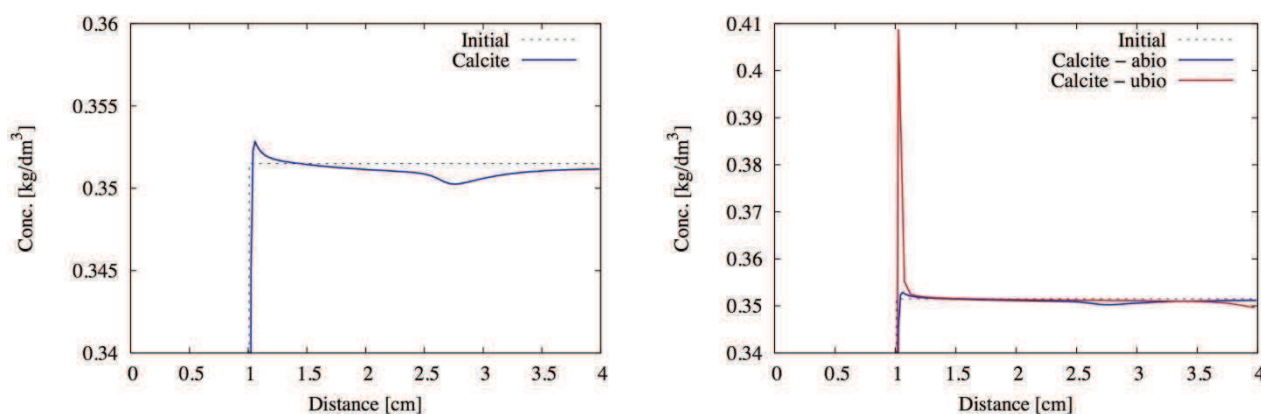 0.36
0.355
0.35
0.345
0.34
Conc. [kg/dm³]
Initial
Calcite
0 0.5 1 1.5 2 2.5 3 3.5 4
Distance [cm]
0.41
0.4
0.39
0.38
0.37
0.36
0.35
0.34
Conc. [kg/dm³]
Initial
Calcite − abio
Calcite − ubio
0 0.5 1 1.5 2 2.5 3 3.5 4
Distance [cm]